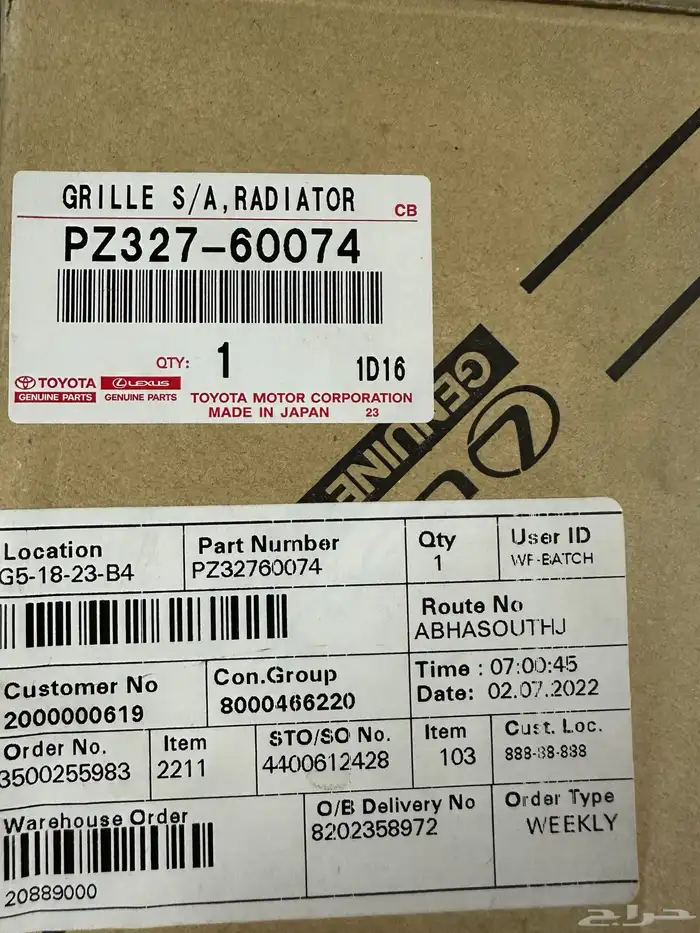 GRILLE S/A,RADIATOR
CB
PZ327-60074
QTY: 1
1D16
TOYOTA LEXUS
GENUINE PARTS GENUINE PARTS
TOYOTA MOTOR CORPORATION
MADE IN JAPAN 23
GENUINE
Location
G5-18-23-B4
Part Number
PZ32760074
Qty
1
User ID
WF-BATCH
Route No
ABHASOUTHJ
Customer No
2000000619
Con.Group
8000466220
Time : 07:00:45
Date: 02.07.2022
Order No.
3500255983
Item
2211
STO/SO No.
4400612428
Item
103
Cust. Loc.
888-88-888
Warehouse Order
20889000
O/B Delivery No
8202358972
Order Type
WEEKLY
حراج